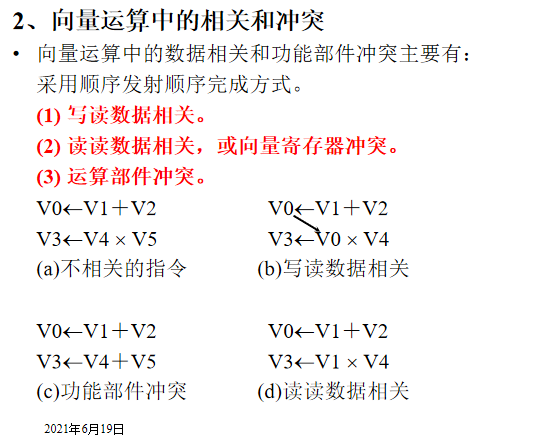 2、向量运算中的相关和冲突
• 向量运算中的数据相关和功能部件冲突主要有：
采用顺序发射顺序完成方式。
(1) 写读数据相关。
(2) 读读数据相关，或向量寄存器冲突。
(3) 运算部件冲突。
V0←V1＋V2 V0←V1＋V2
V3←V4 × V5 V3←V0 × V4
(a)不相关的指令 (b)写读数据相关
V0←V1＋V2 V0←V1＋V2
V3←V4＋V5 V3←V1 × V4
(c)功能部件冲突 (d)读读数据相关
2021年6月19日